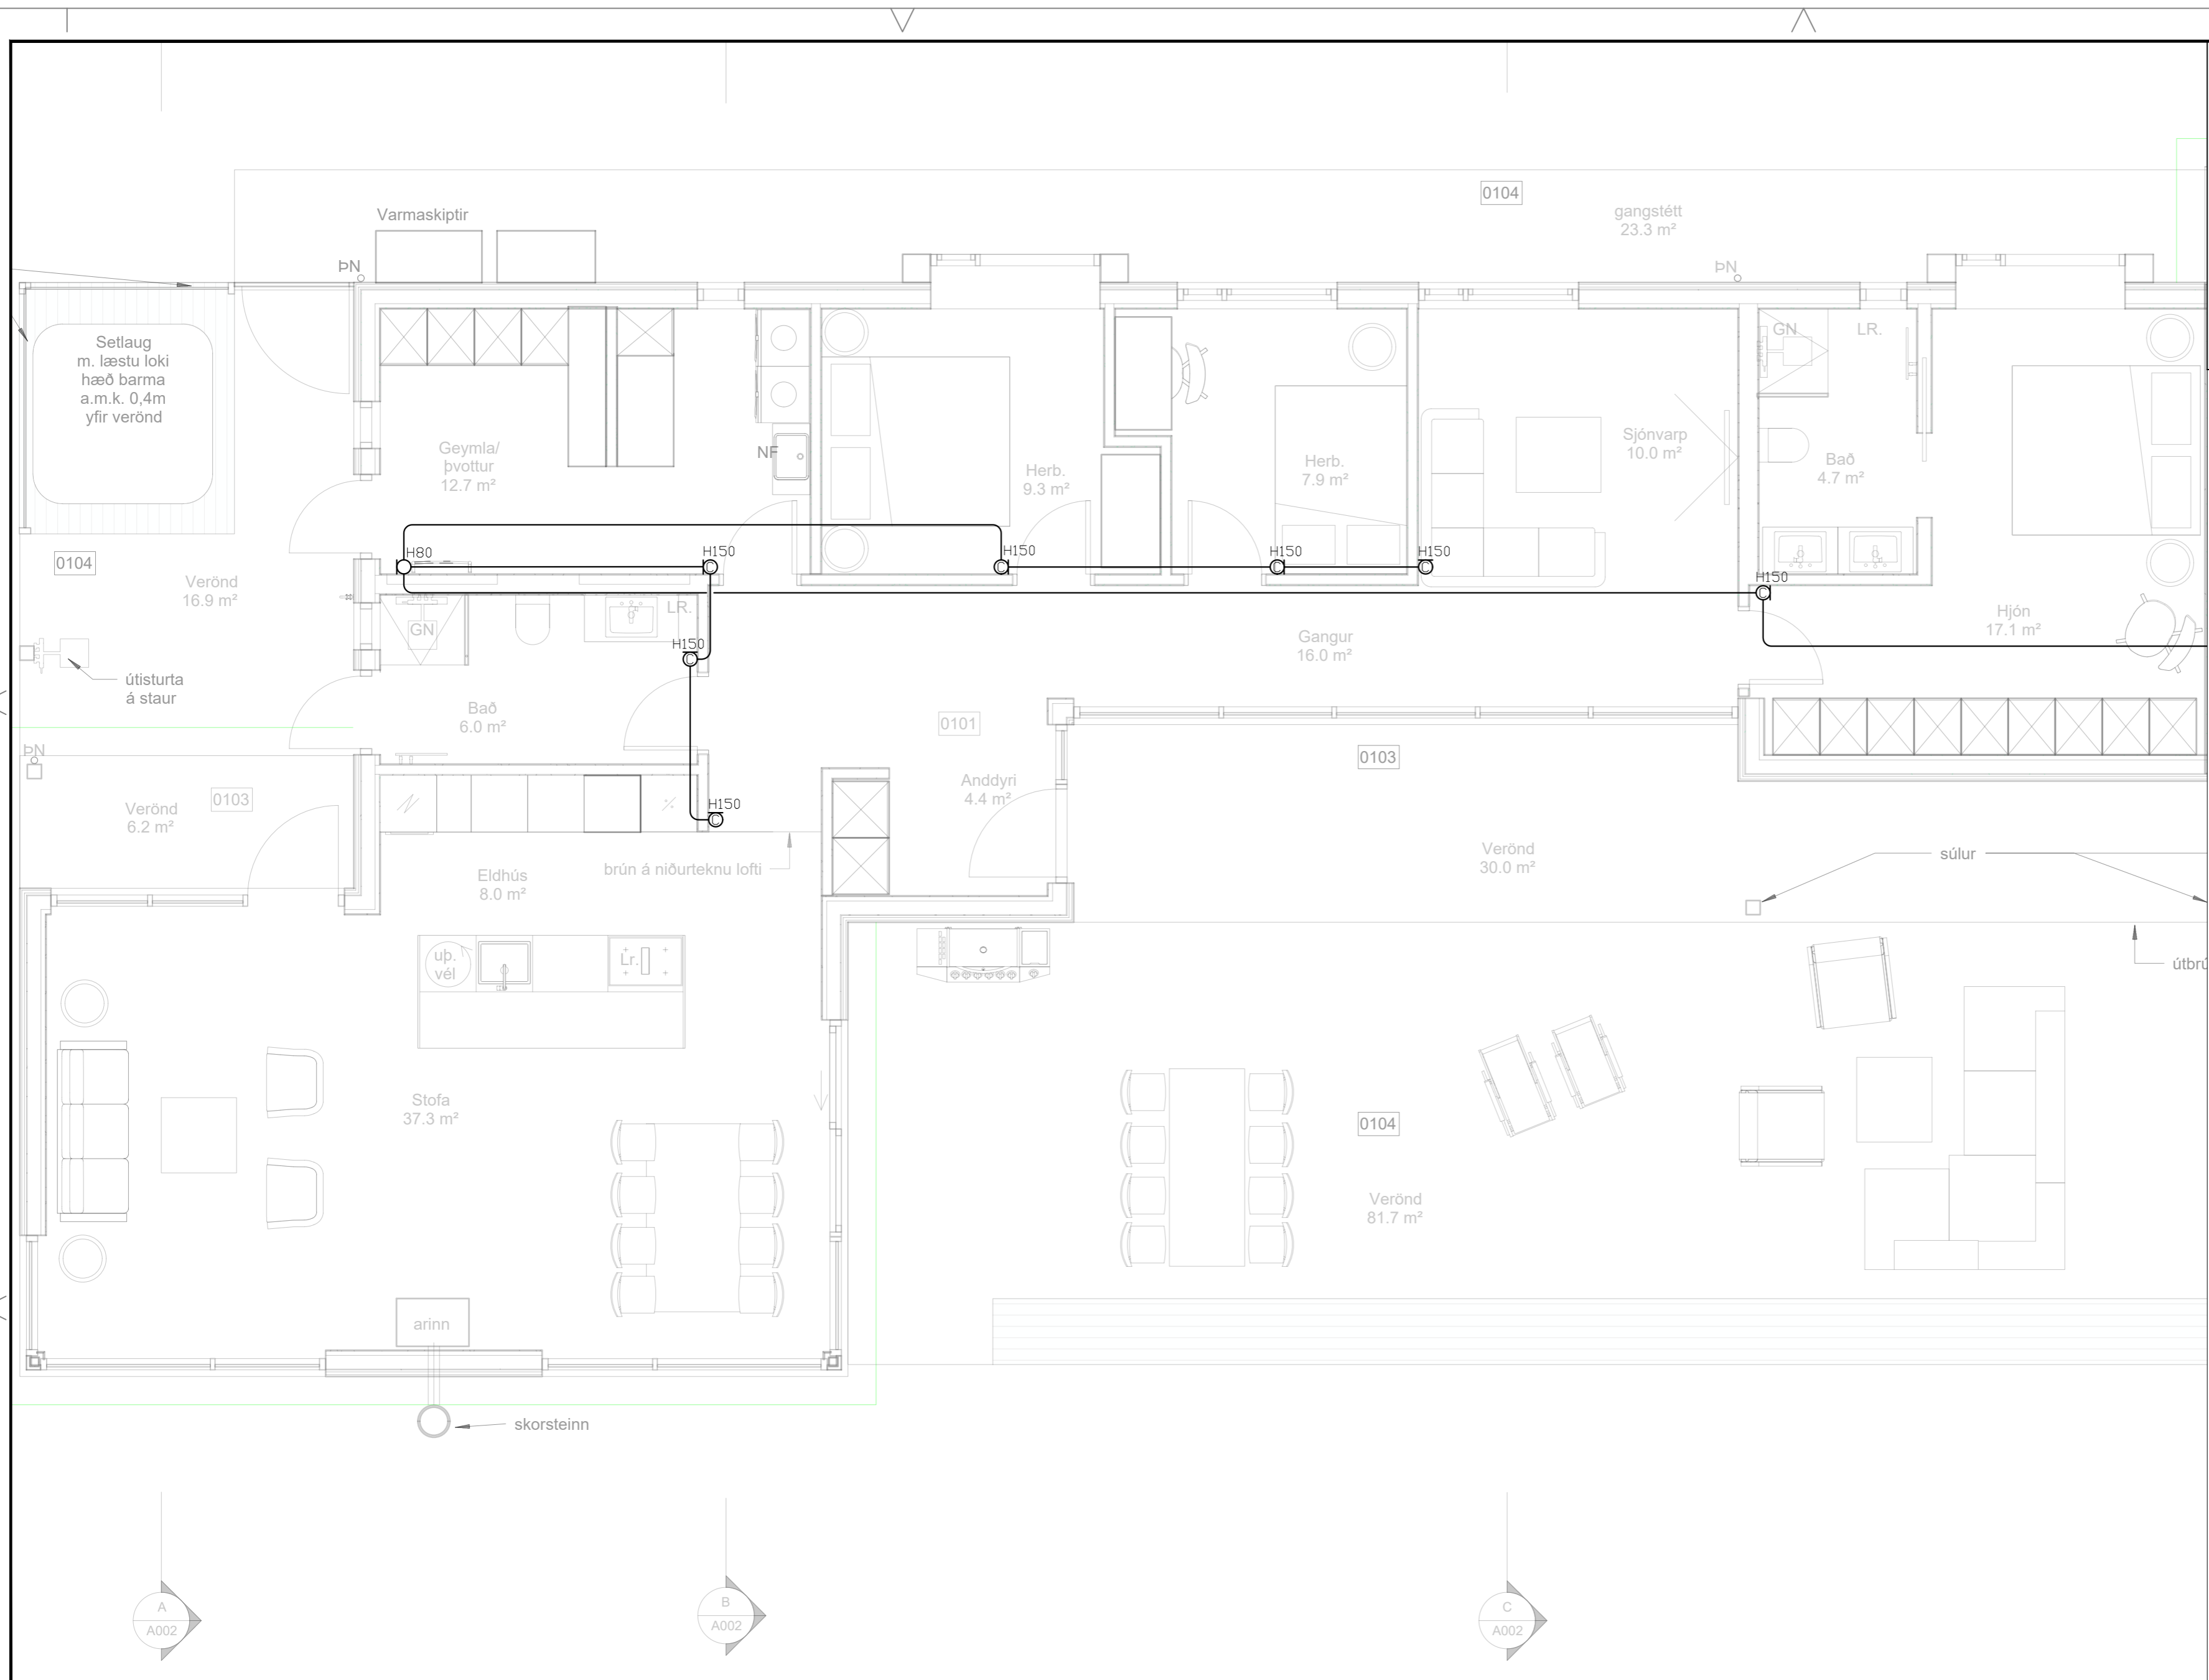 0104
gangstétt
23.3 m²
Varmaskiptir
ÞN
ÞN
Setlaug
m. læstu loki
hæð barma
a.m.k. 0,4m
yfir verönd
GN
LR.
Geymla/
þvottur
12.7 m²
NF
Herb.
9.3 m²
Herb.
7.9 m²
Sjónvarp
10.0 m²
Bað
4.7 m²
H80
H150
H150
H150
H150
H150
0104
Verönd
16.9 m²
GN
LR.
H150
Gangur
16.0 m²
Hjón
17.1 m²
útisturta
á staur
Bað
6.0 m²
0101
ÞN
0103
Verönd
6.2 m²
0103
Anddyri
4.4 m²
H150
Eldhús
8.0 m²
brún á niðurteknu lofti
Verönd
30.0 m²
súlur
uþ.
vél
Lr.
útbrú
Stofa
37.3 m²
0104
Verönd
81.7 m²
arinn
skorsteinn
A
A002
B
A002
C
A002